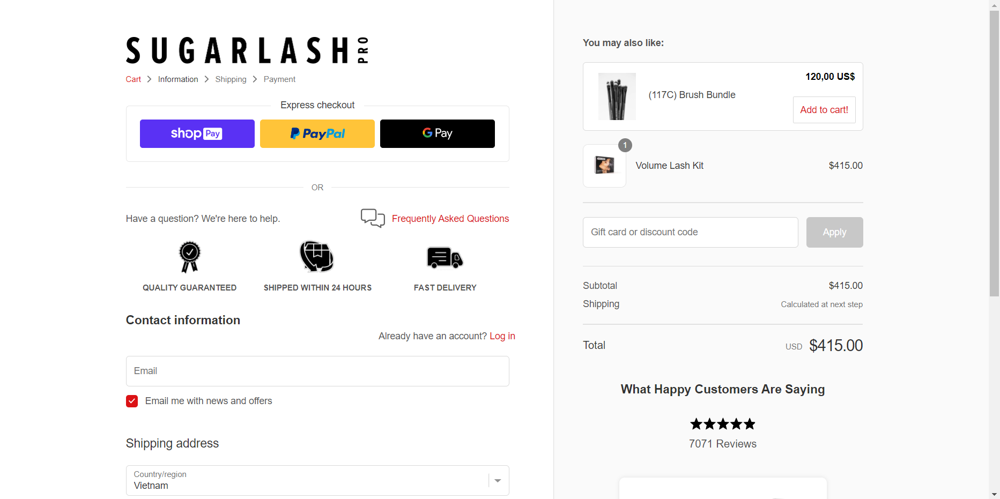 SUGARLASH PRO
Cart > Information > Shipping > Payment
Express checkout
shop Pay
PayPal
G Pay
OR
Have a question? We're here to help.
Frequently Asked Questions
QUALITY GUARANTEED
SHIPPED WITHIN 24 HOURS
FAST DELIVERY
Contact information
Already have an account? Log in
Email
Email me with news and offers
Shipping address
Country/region
Vietnam
You may also like:
120,00 US$
(117C) Brush Bundle
Add to cart!
1
Volume Lash Kit
$415.00
Gift card or discount code
Apply
Subtotal
$415.00
Shipping
Calculated at next step
Total
USD $415.00
What Happy Customers Are Saying
7071 Reviews